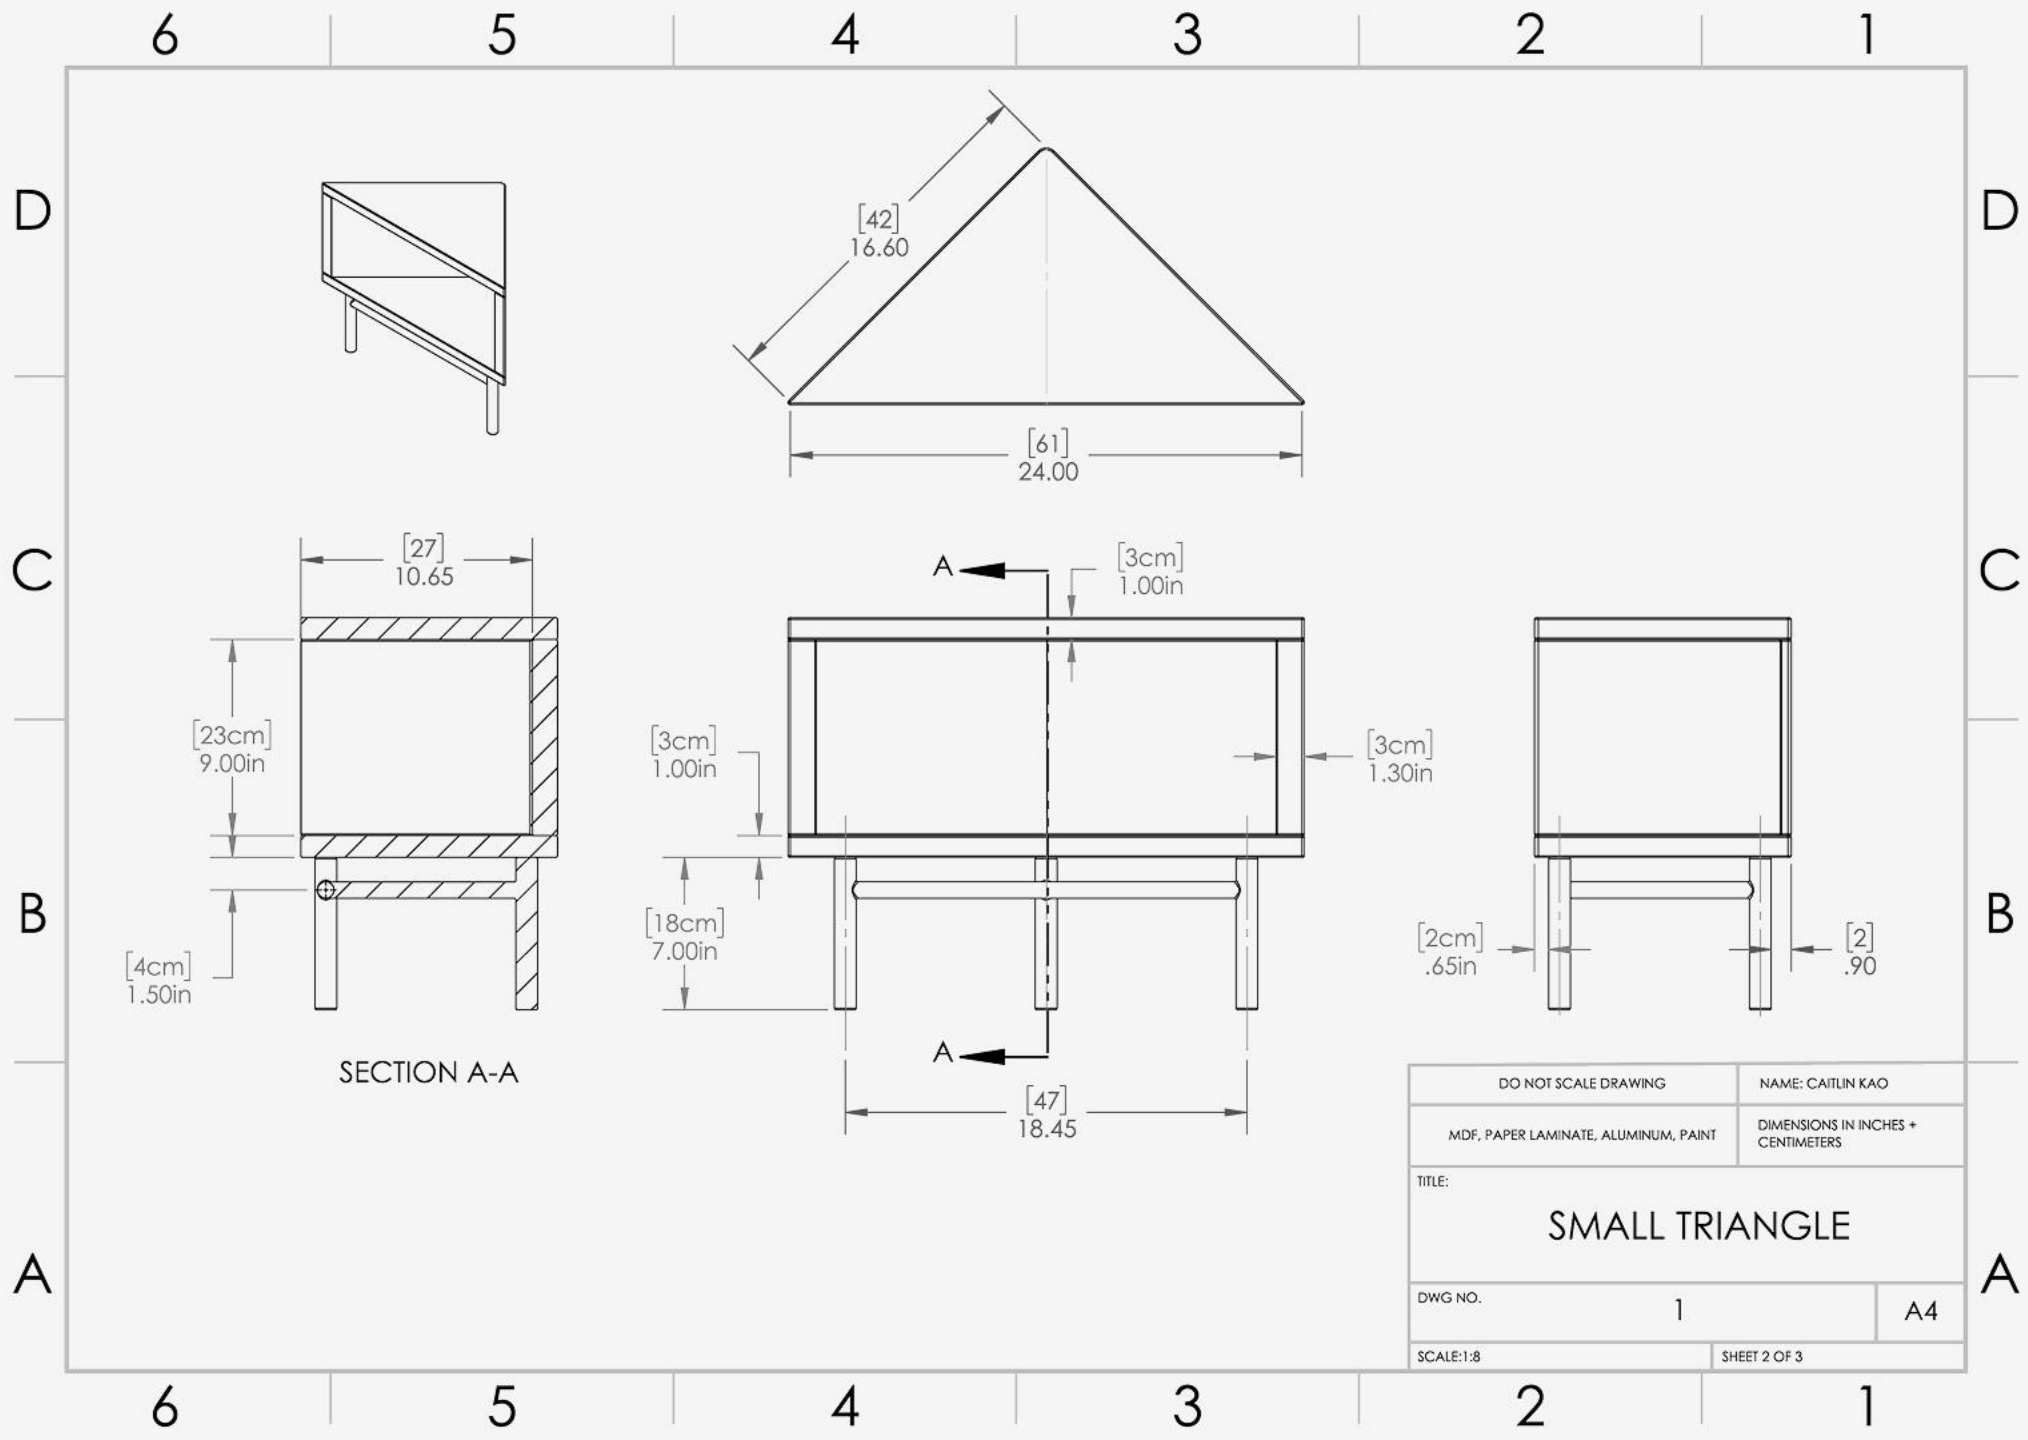 6 5 4 3 2 1
D D
[42]
16.60
[61]
24.00
C C
[27]
10.65
A
[3cm]
1.00in
[23cm]
9.00in
[3cm]
1.00in
[3cm]
1.30in
B B
[18cm]
7.00in
[2cm]
.65in
[2]
.90
[4cm]
1.50in
A
SECTION A-A
[47]
18.45
DO NOT SCALE DRAWING
NAME: CAITLIN KAO
MDF, PAPER LAMINATE, ALUMINUM, PAINT
DIMENSIONS IN INCHES +
CENTIMETERS
TITLE:
SMALL TRIANGLE
A A
DWG NO.
1
A4
SCALE:1:8
SHEET 2 OF 3
6 5 4 3 2 1